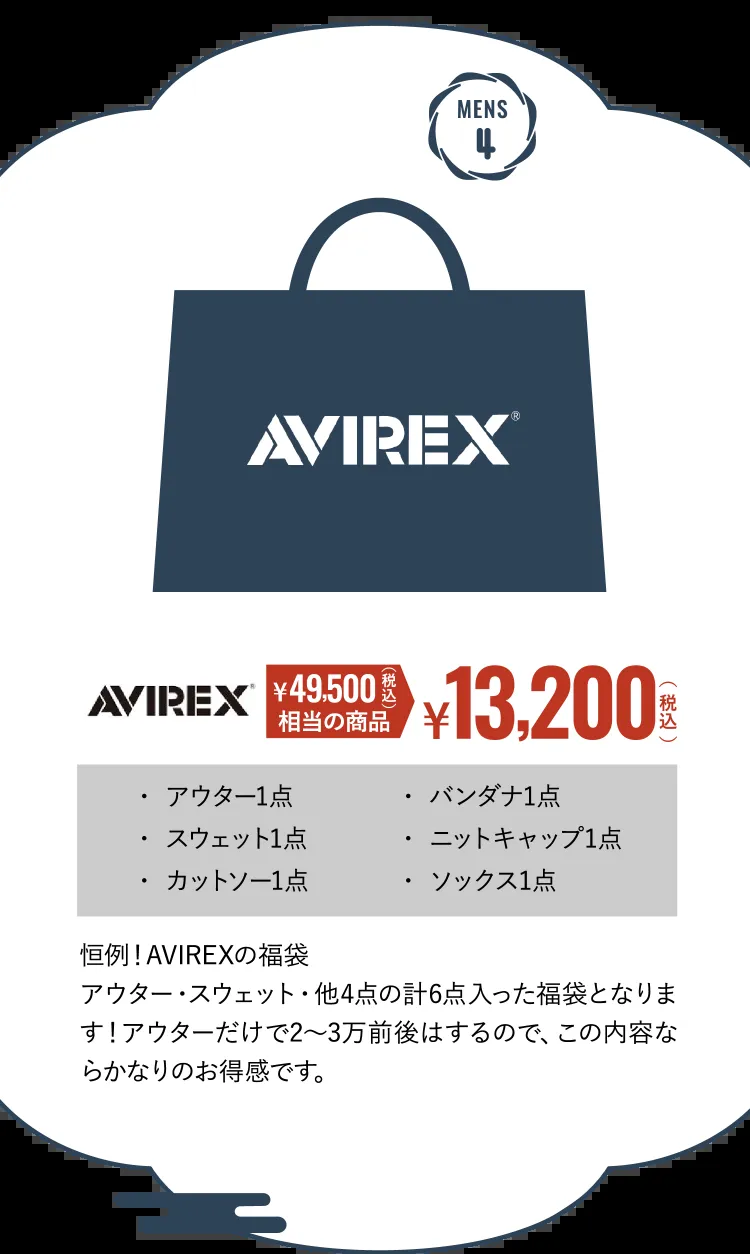 MENS
4
AVIREX®
AVIREX®
¥49,500(税込)
相当の商品
¥13,200(税込)
・ アウター1点
・ スウェット1点
・ カットソー1点
・ バンダナ1点
・ ニットキャップ1点
・ ソックス1点
恒例！AVIREXの福袋
アウター・スウェット・他4点の計6点入った福袋となりま
す！アウターだけで2〜3万前後はするので、この内容な
らかなりのお得感です。